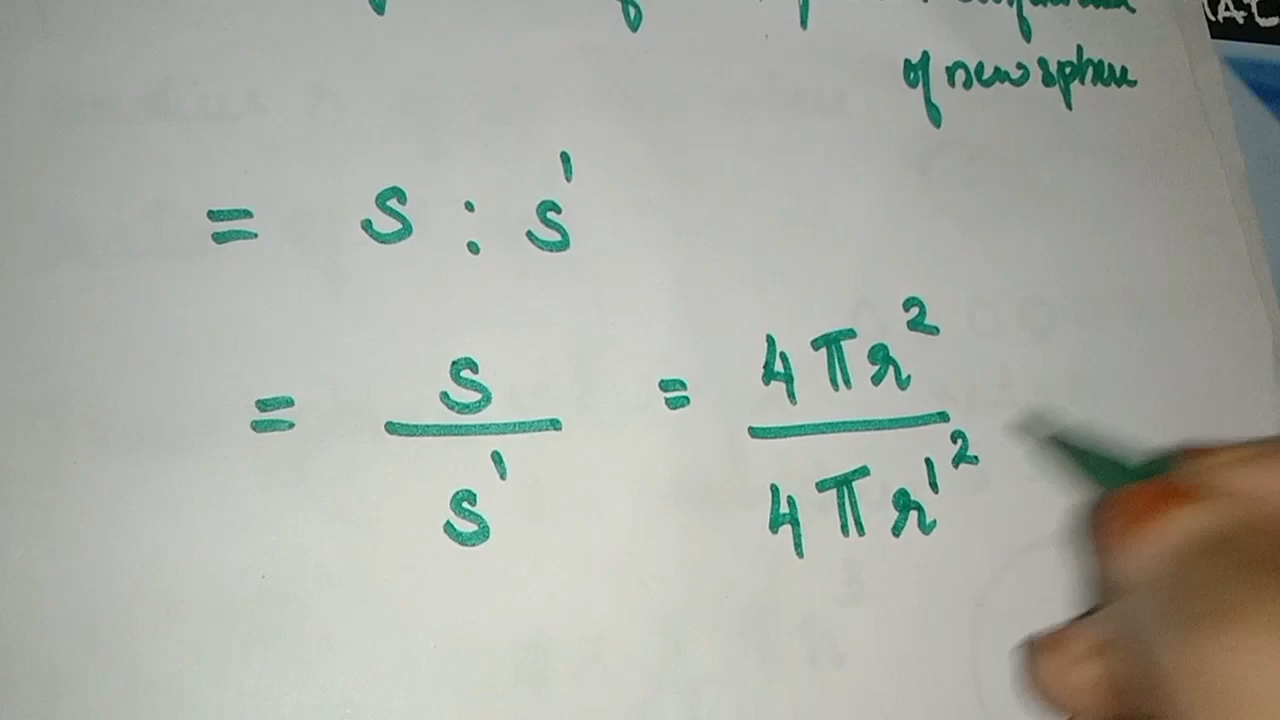 of new sphere
= S : S'
= S / S' = 4πr² / 4πr'²